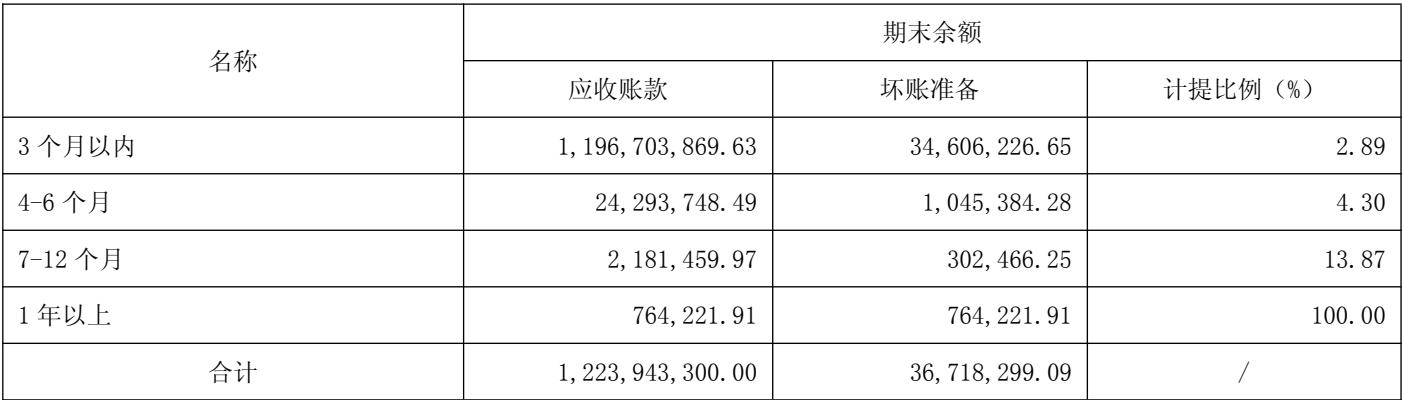 名称 期末余额
应收账款 坏账准备 计提比例（%）
3 个月以内 1,196,703,869.63 34,606,226.65 2.89
4-6 个月 24,293,748.49 1,045,384.28 4.30
7-12 个月 2,181,459.97 302,466.25 13.87
1 年以上 764,221.91 764,221.91 100.00
合计 1,223,943,300.00 36,718,299.09 /